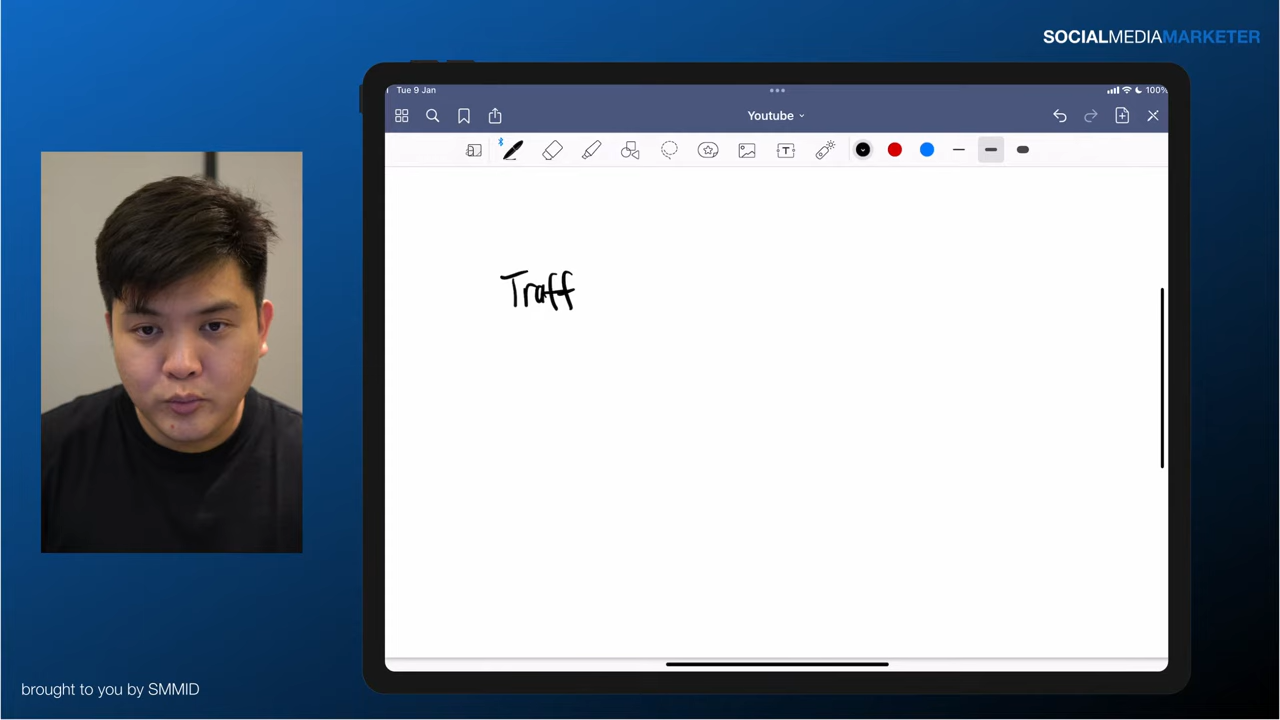 SOCIALMEDIAMARKETER
Tue 9 Jan
100%
Youtube
T
Traff
brought to you by SMMID